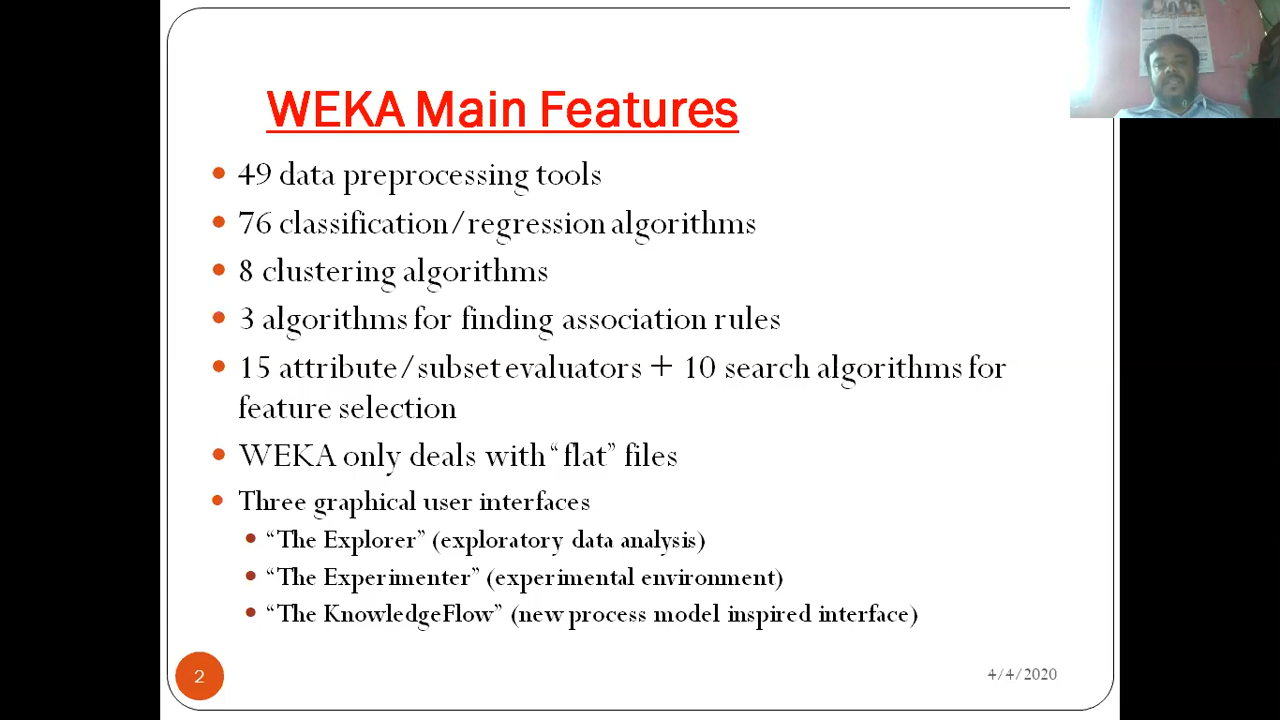 WEKA Main Features
• 49 data preprocessing tools
• 76 classification/regression algorithms
• 8 clustering algorithms
• 3 algorithms for finding association rules
• 15 attribute/subset evaluators + 10 search algorithms for
feature selection
• WEKA only deals with “flat” files
• Three graphical user interfaces
• “The Explorer” (exploratory data analysis)
• “The Experimenter” (experimental environment)
• “The KnowledgeFlow” (new process model inspired interface)
2
4/4/2020